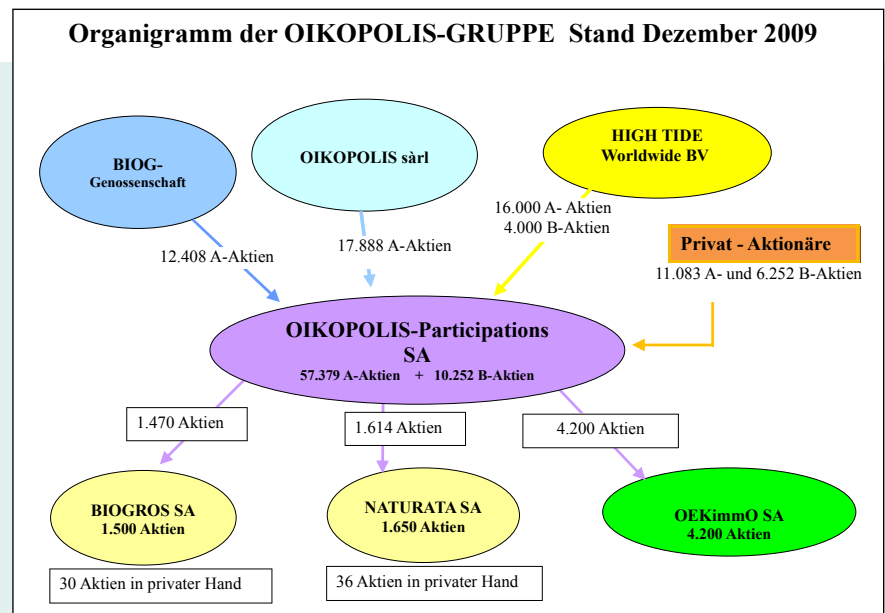 Organigramm der OIKOPOLIS-GRUPPE Stand Dezember 2009
BIOG-
Genossenschaft
OIKOPOLIS sàrl
HIGH TIDE
Worldwide BV
16.000 A- Aktien
4.000 B-Aktien
Privat - Aktionäre
11.083 A- und 6.252 B-Aktien
12.408 A-Aktien
17.888 A-Aktien
OIKOPOLIS-Participations
SA
57.379 A-Aktien + 10.252 B-Aktien
1.470 Aktien
1.614 Aktien
4.200 Aktien
BIOGROS SA
1.500 Aktien
NATURATA SA
1.650 Aktien
OEKimmO SA
4.200 Aktien
30 Aktien in privater Hand
36 Aktien in privater Hand